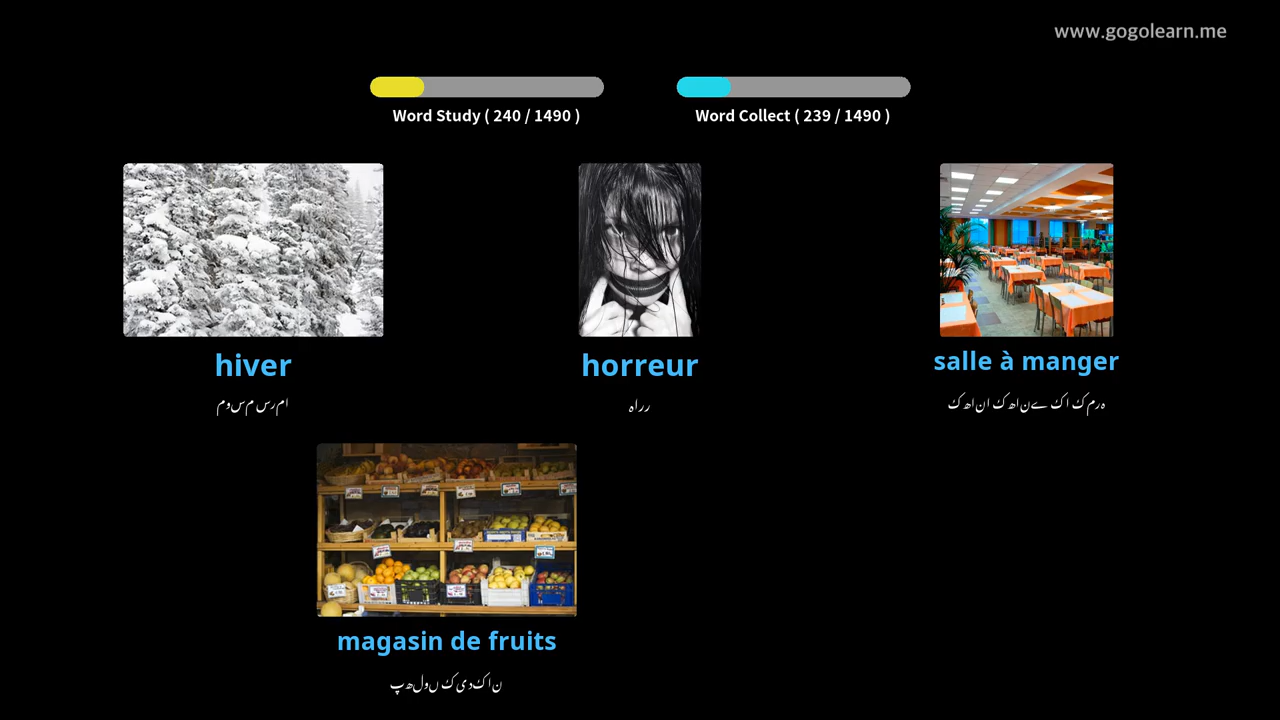 www.gogolearn.me
Word Study ( 240 / 1490 )
Word Collect ( 239 / 1490 )
hiver
موسم سرما
horreur
ہارر
salle à manger
کھانا کھانے کا کمرہ
magasin de fruits
پھلوں کی دکان